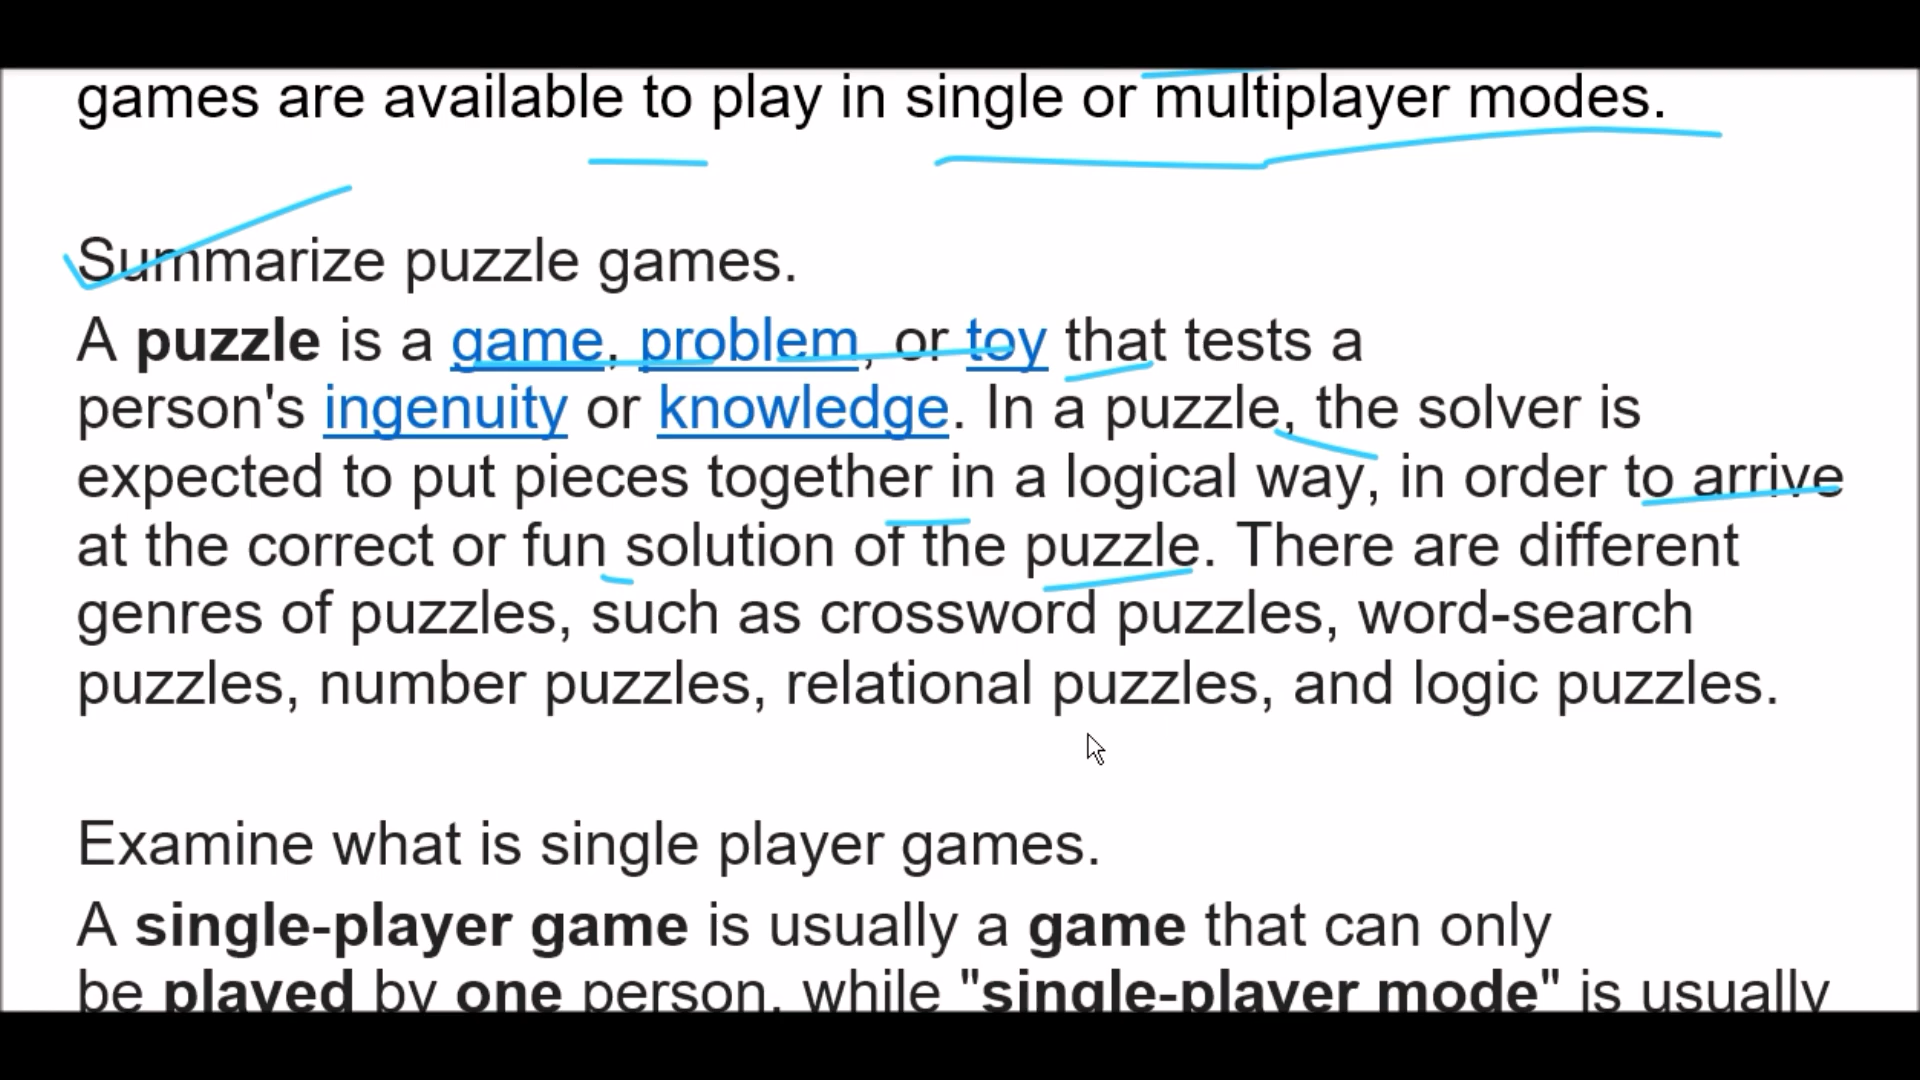 games are available to play in single or multiplayer modes.
Summarize puzzle games.
A puzzle is a game, problem, or toy that tests a
person's ingenuity or knowledge. In a puzzle, the solver is
expected to put pieces together in a logical way, in order to arrive
at the correct or fun solution of the puzzle. There are different
genres of puzzles, such as crossword puzzles, word-search
puzzles, number puzzles, relational puzzles, and logic puzzles.
Examine what is single player games.
A single-player game is usually a game that can only
be played by one person, while "single-player mode" is usually